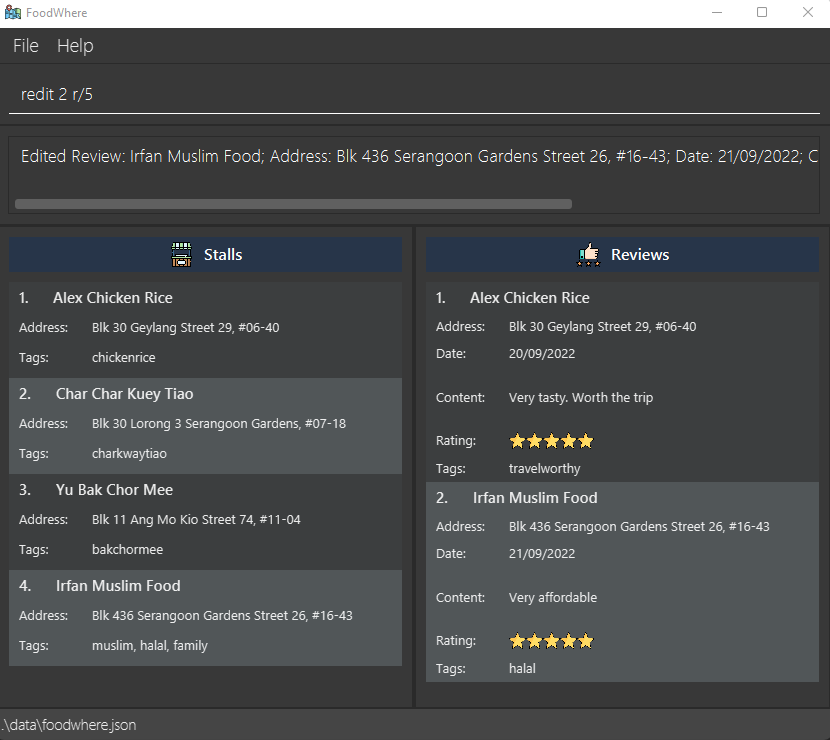 FoodWhere
File Help
redit 2 r/5
Edited Review: Irfan Muslim Food; Address: Blk 436 Serangoon Gardens Street 26, #16-43; Date: 21/09/2022; C
Stalls
1. Alex Chicken Rice
Address: Blk 30 Geylang Street 29, #06-40
Tags: chickenrice
2. Char Char Kuey Tiao
Address: Blk 30 Lorong 3 Serangoon Gardens, #07-18
Tags: charkwaytiao
3. Yu Bak Chor Mee
Address: Blk 11 Ang Mo Kio Street 74, #11-04
Tags: bakchormee
4. Irfan Muslim Food
Address: Blk 436 Serangoon Gardens Street 26, #16-43
Tags: muslim, halal, family
Reviews
1. Alex Chicken Rice
Address: Blk 30 Geylang Street 29, #06-40
Date: 20/09/2022
Content: Very tasty. Worth the trip
Rating:
Tags: travelworthy
2. Irfan Muslim Food
Address: Blk 436 Serangoon Gardens Street 26, #16-43
Date: 21/09/2022
Content: Very affordable
Rating:
Tags: halal
.\data\foodwhere.json